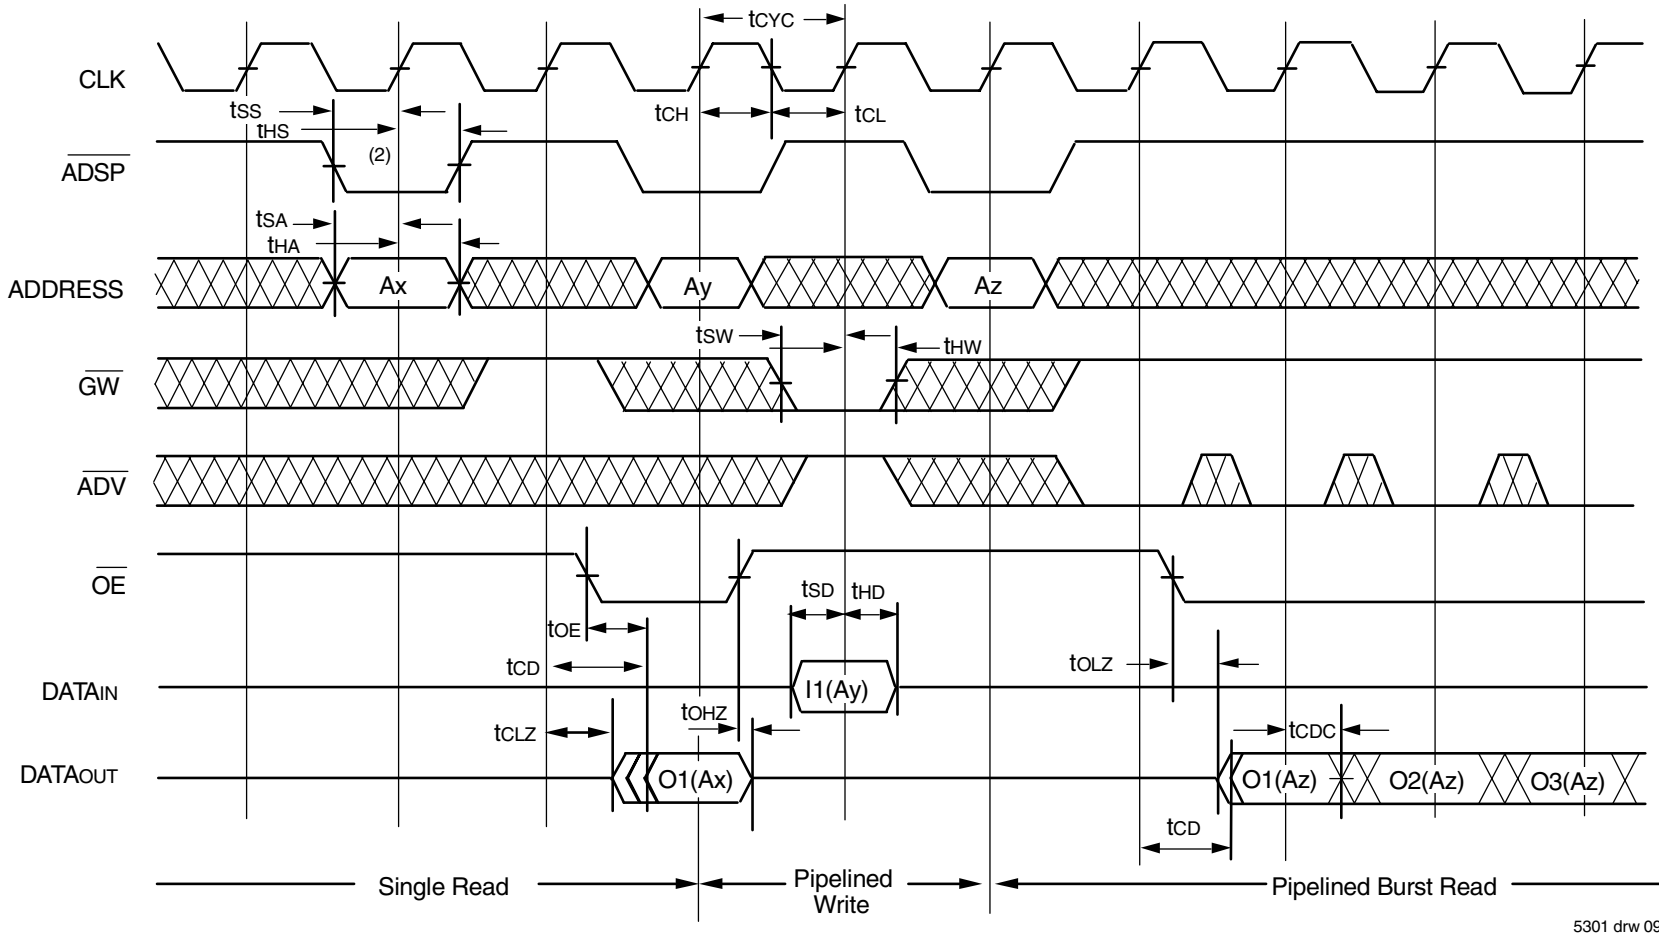 tCYC
CLK
tSS
tHS
(2)
tCH
tCL
ADSP
tSA
tHA
ADDRESS
Ax
Ay
Az
tSW
tHW
GW
ADV
OE
tSD
tHD
tOE
tCD
tOLZ
DATAIN
I1(Ay)
tOHZ
tCLZ
tCDC
DATAOUT
O1(Ax)
O1(Az)
O2(Az)
O3(Az)
tCD
Single Read
Pipelined
Write
Pipelined Burst Read
5301 drw 09